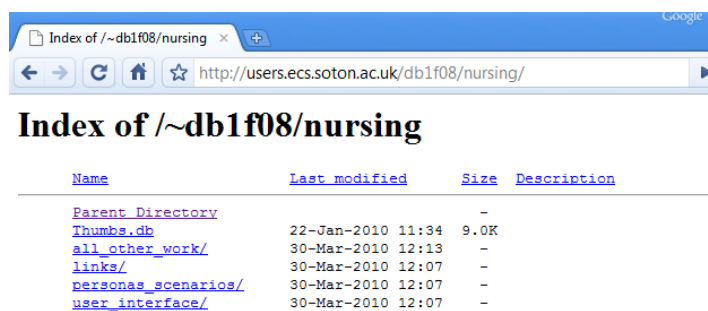 Google
Index of /~db1f08/nursing
http://users.ecs.soton.ac.uk/db1f08/nursing/
Index of /~db1f08/nursing
Name Last modified Size Description
Parent Directory -
Thumbs.db 22-Jan-2010 11:34 9.0K
all_other_work/ 30-Mar-2010 12:13 -
links/ 30-Mar-2010 12:07 -
personas_scenarios/ 30-Mar-2010 12:07 -
user_interface/ 30-Mar-2010 12:07 -